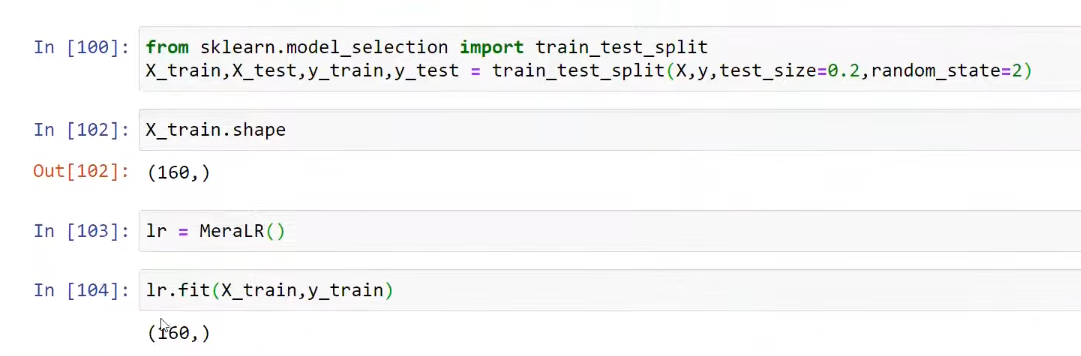 In [100]: from sklearn.model_selection import train_test_split
X_train,X_test,y_train,y_test = train_test_split(X,y,test_size=0.2,random_state=2)
In [102]: X_train.shape
Out[102]: (160,)
In [103]: lr = MeraLR()
In [104]: lr.fit(X_train,y_train)
(160,)